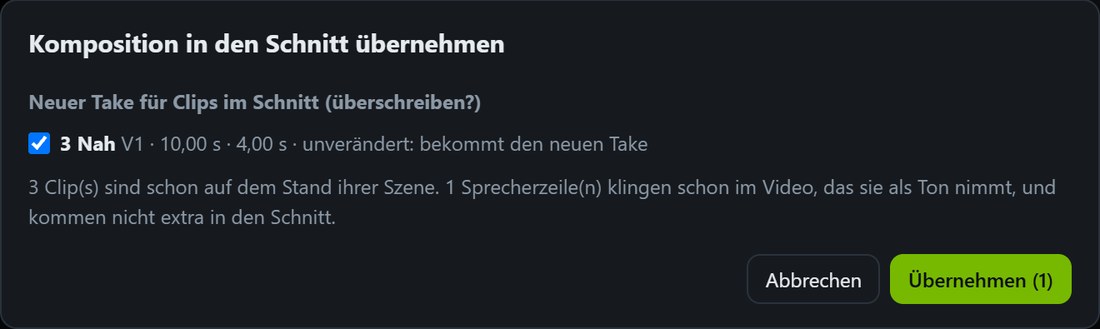 Komposition in den Schnitt übernehmen
Neuer Take für Clips im Schnitt (überschreiben?)
3 Nah V1 · 10,00 s · 4,00 s · unverändert: bekommt den neuen Take
3 Clip(s) sind schon auf dem Stand ihrer Szene. 1 Sprecherzeile(n) klingen schon im Video, das sie als Ton nimmt, und
kommen nicht extra in den Schnitt.
Abbrechen
Übernehmen (1)